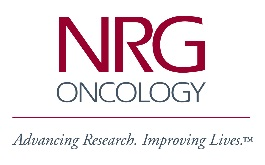 NRG
ONCOLOGY
Advancing Research. Improving Lives.™